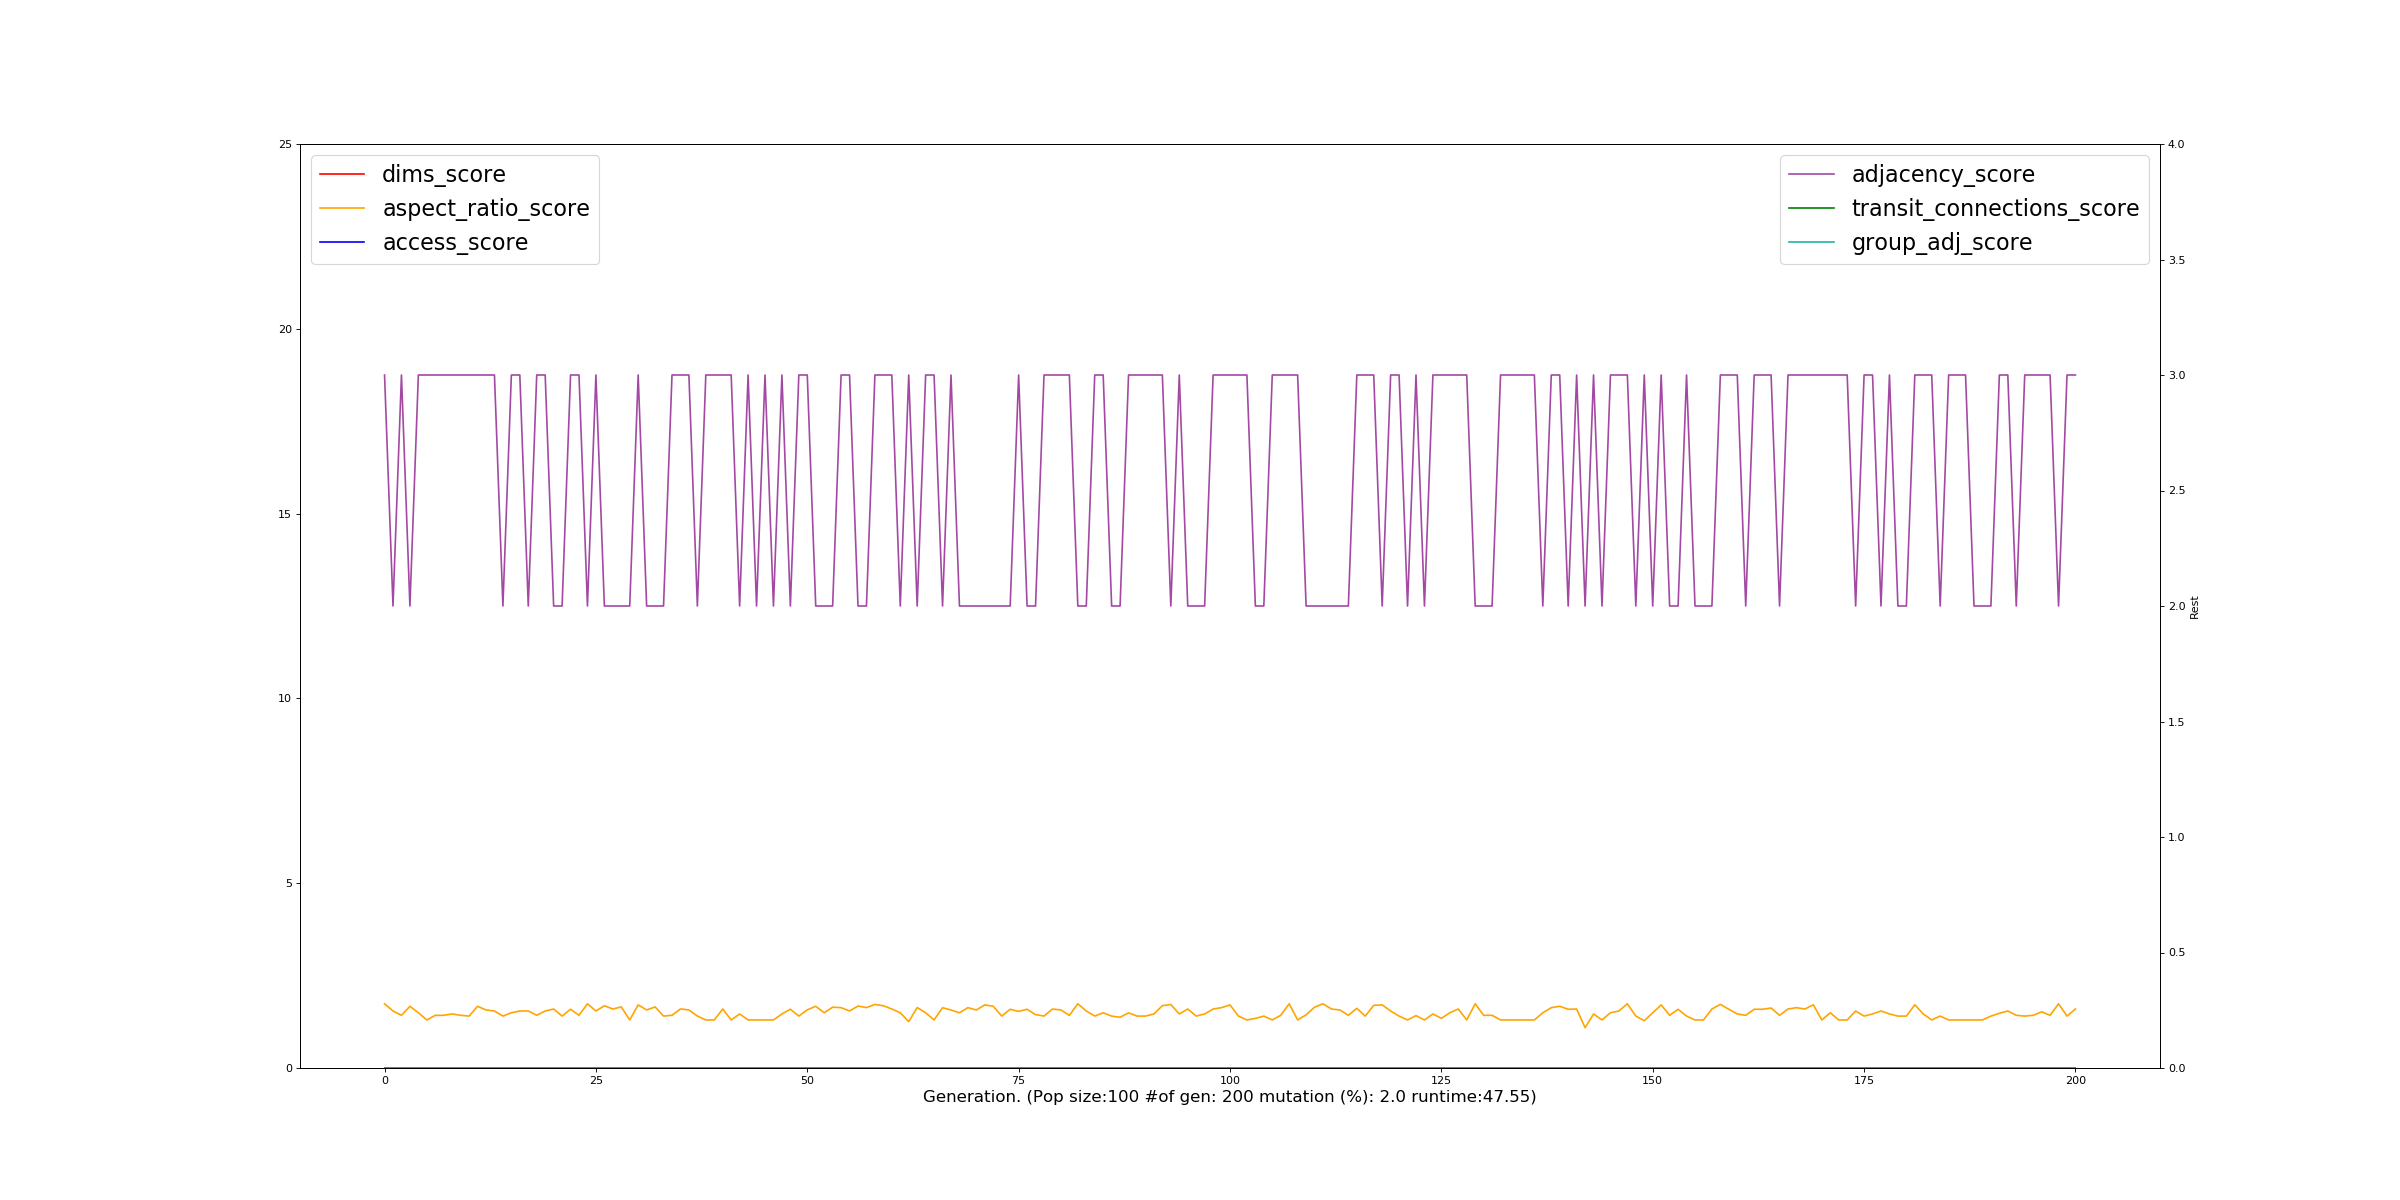 25
20
15
10
5
0
dims_score
aspect_ratio_score
access_score
adjacency_score
transit_connections_score
group_adj_score
4.0
3.5
3.0
2.5
2.0
1.5
1.0
0.5
0.0
Rest
0 25 50 75 100 125 150 175 200
Generation. (Pop size:100 #of gen: 200 mutation (%): 2.0 runtime:47.55)